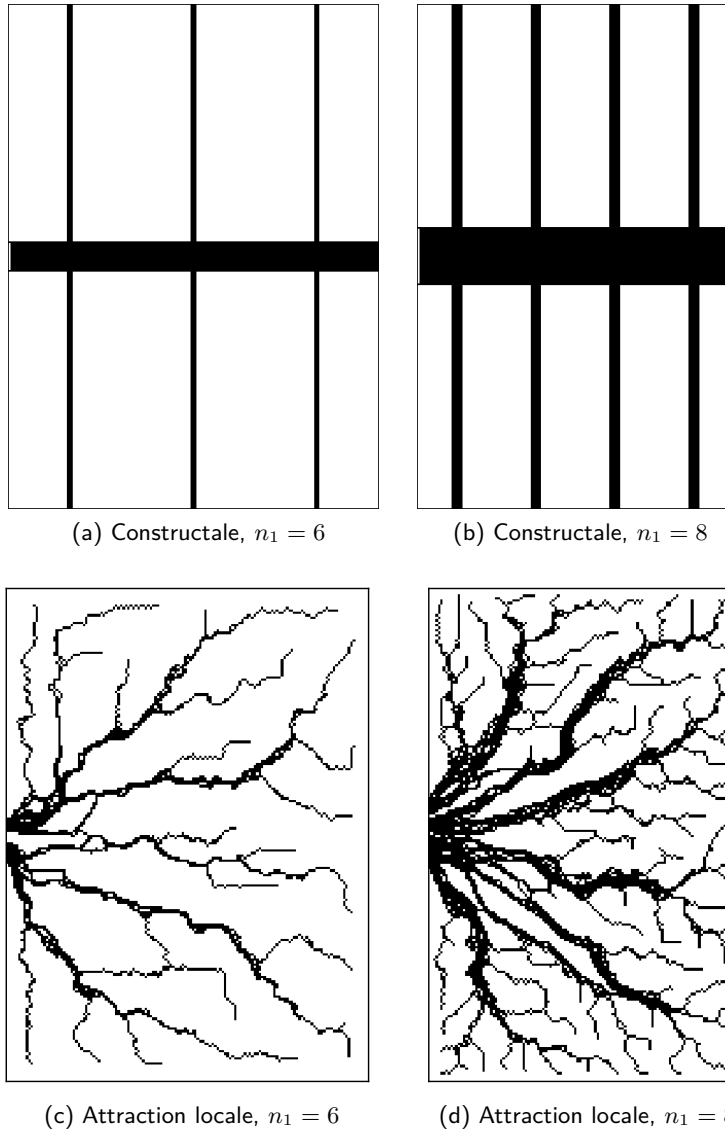 (a) Constructale, n₁ = 6
(b) Constructale, n₁ = 8
(c) Attraction locale, n₁ = 6
(d) Attraction locale, n₁ =